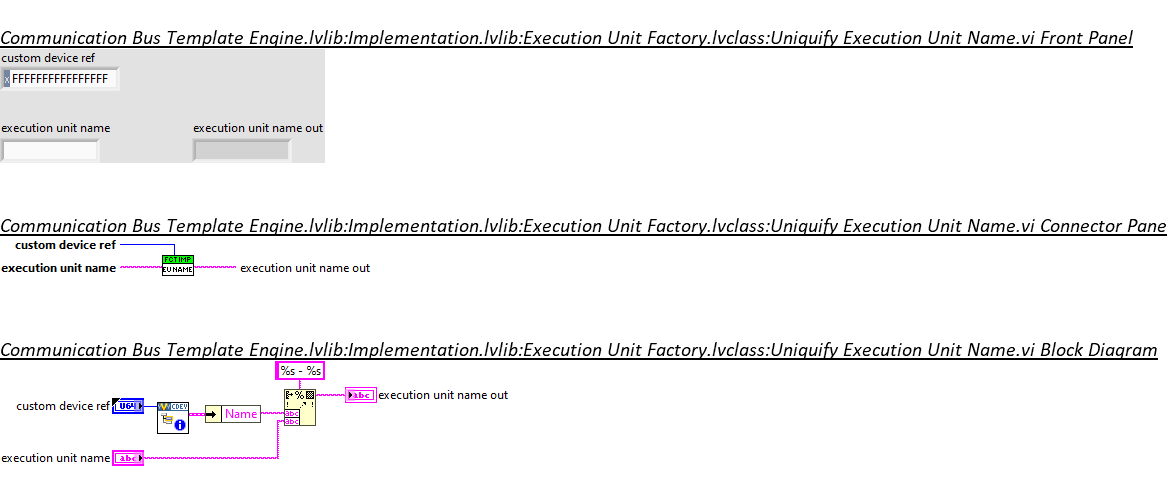 Communication Bus Template Engine.lvlib:Implementation.lvlib:Execution Unit Factory.lvclass:Uniquify Execution Unit Name.vi Front Panel
custom device ref
x FFFFFFFFFFFFFFFF
execution unit name execution unit name out
Communication Bus Template Engine.lvlib:Implementation.lvlib:Execution Unit Factory.lvclass:Uniquify Execution Unit Name.vi Connector Pane
custom device ref
FCT IMP
execution unit name EU NAME execution unit name out
Communication Bus Template Engine.lvlib:Implementation.lvlib:Execution Unit Factory.lvclass:Uniquify Execution Unit Name.vi Block Diagram
%s - %s
custom device ref U64 CDEV Name % abc abc abc execution unit name out
execution unit name abc